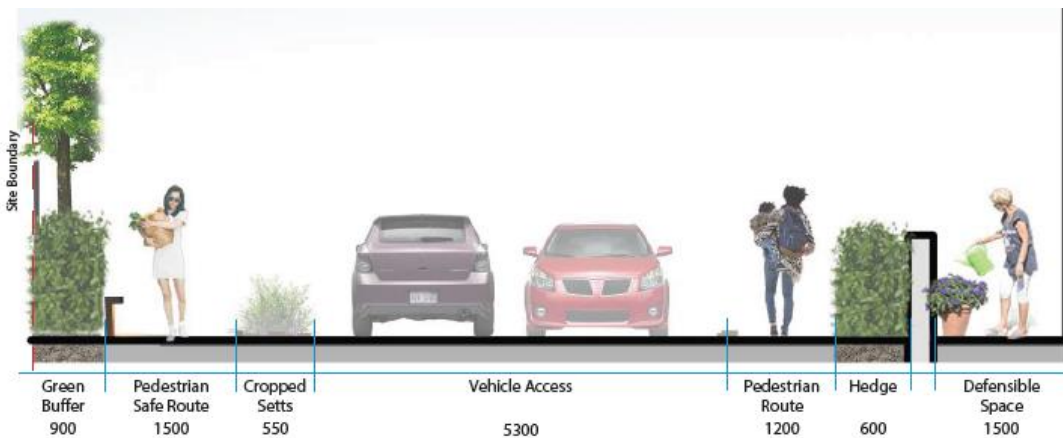 Site Boundary
Green
Buffer
900
Pedestrian
Safe Route
1500
Cropped
Setts
550
Vehicle Access
5300
Pedestrian
Route
1200
Hedge
600
Defensible
Space
1500